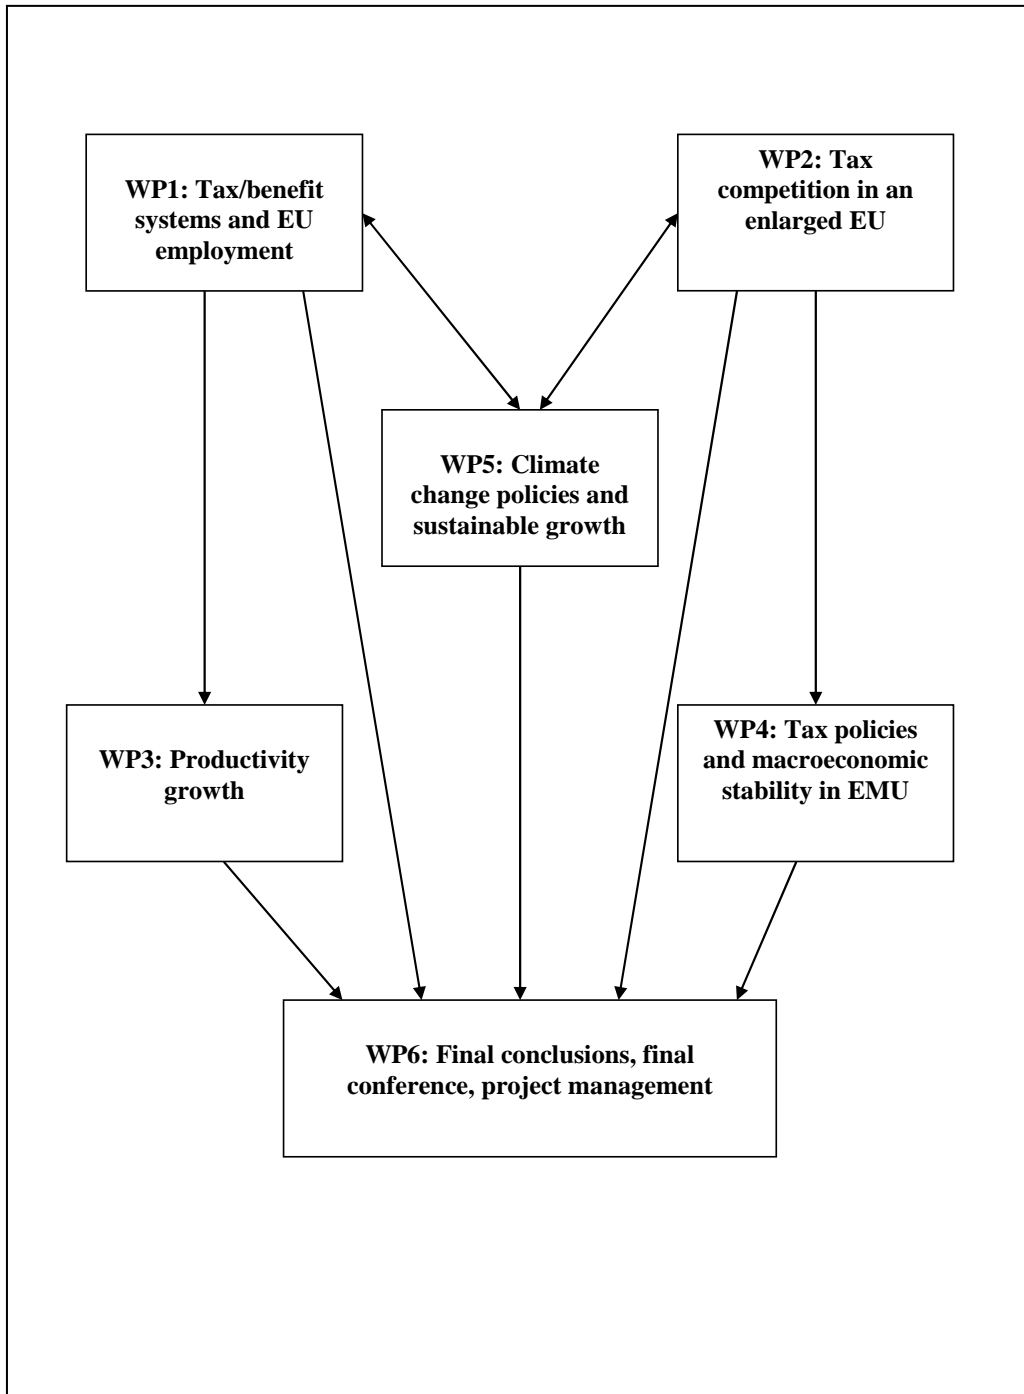 WP1: Tax/benefit
systems and EU
employment
WP2: Tax
competition in an
enlarged EU
WP5: Climate
change policies and
sustainable growth
WP3: Productivity
growth
WP4: Tax policies
and macroeconomic
stability in EMU
WP6: Final conclusions, final
conference, project management